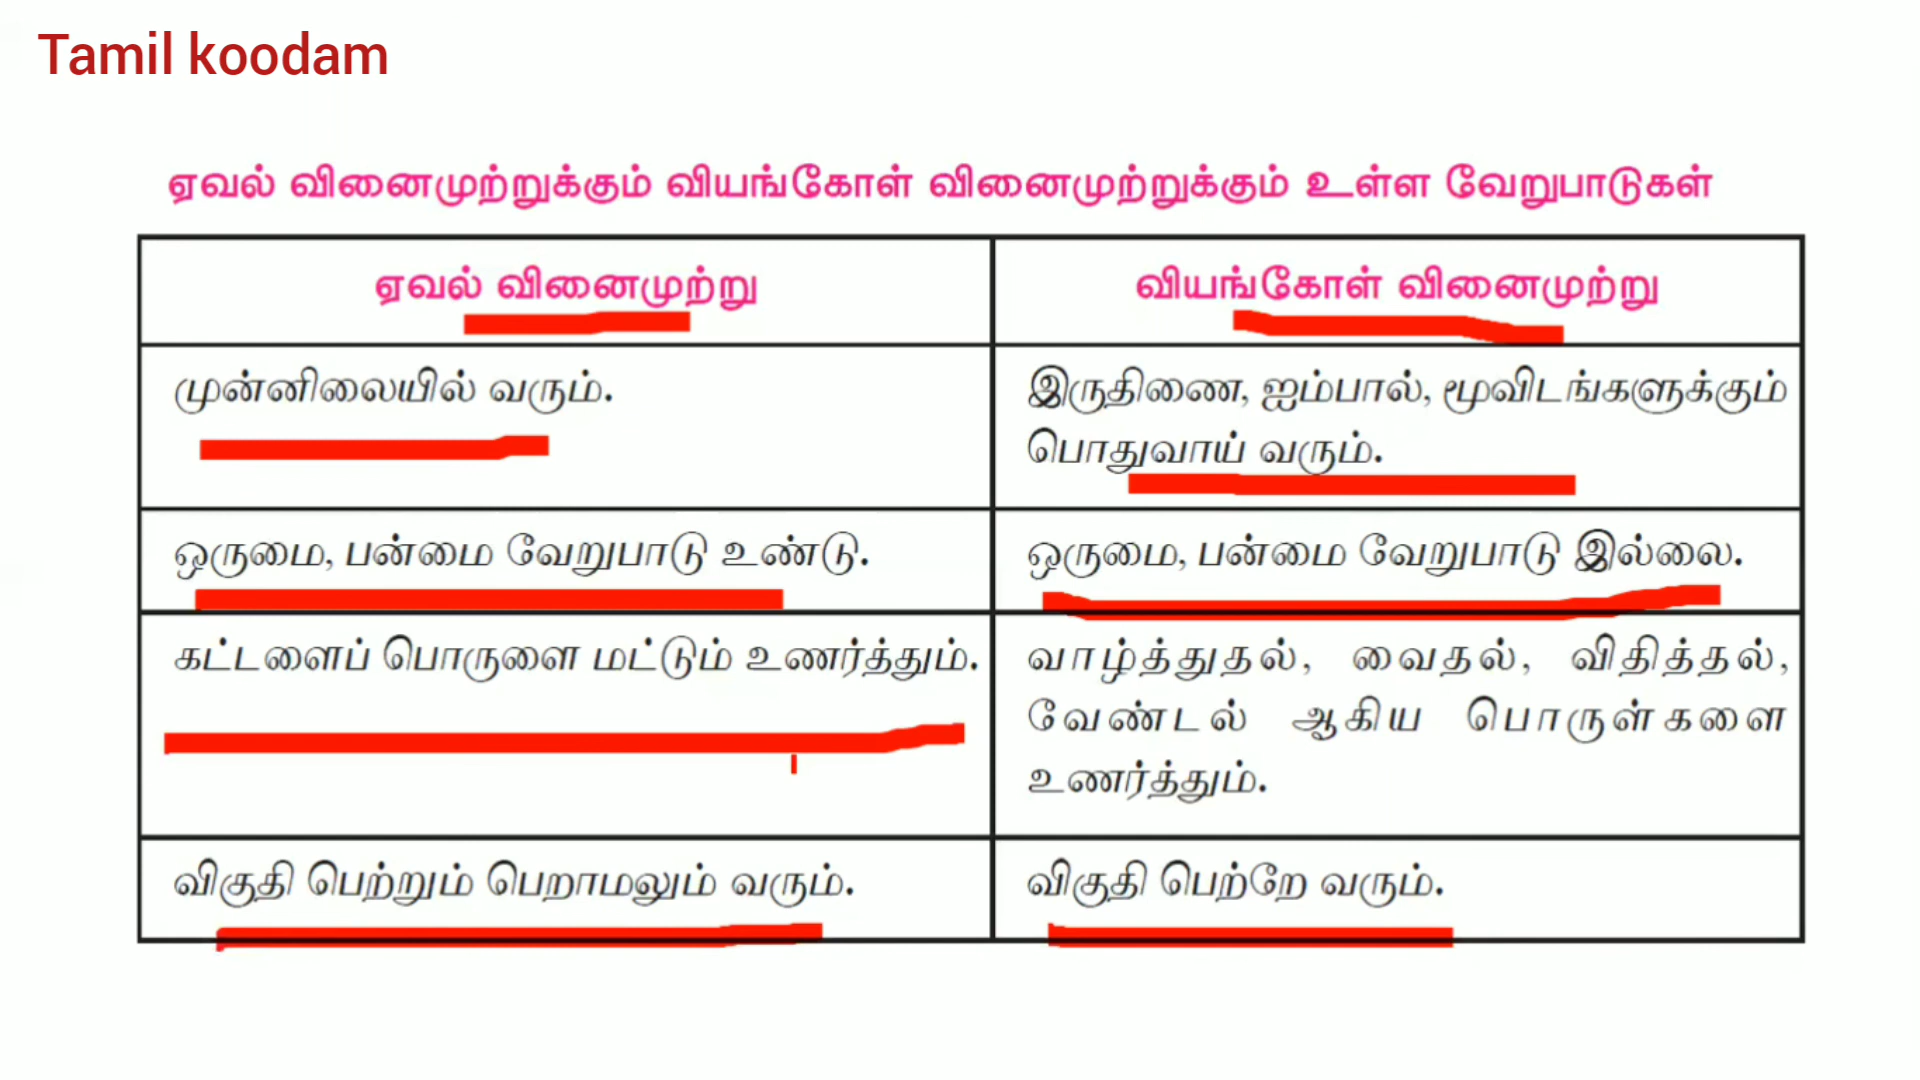 Tamil koodam
ஏவல் வினைமுற்றுக்கும் வியங்கோள் வினைமுற்றுக்கும் உள்ள வேறுபாடுகள்
ஏவல் வினைமுற்று
வியங்கோள் வினைமுற்று
முன்னிலையில் வரும்.
இருதிணை, ஐம்பால், மூவிடங்களுக்கும்
பொதுவாய் வரும்.
ஒருமை, பன்மை வேறுபாடு உண்டு.
ஒருமை, பன்மை வேறுபாடு இல்லை.
கட்டளைப் பொருளை மட்டும் உணர்த்தும்.
வாழ்த்துதல், வைதல், விதித்தல்,
வேண்டல் ஆகிய பொருள்களை
உணர்த்தும்.
விகுதி பெற்றும் பெறாமலும் வரும்.
விகுதி பெற்றே வரும்.